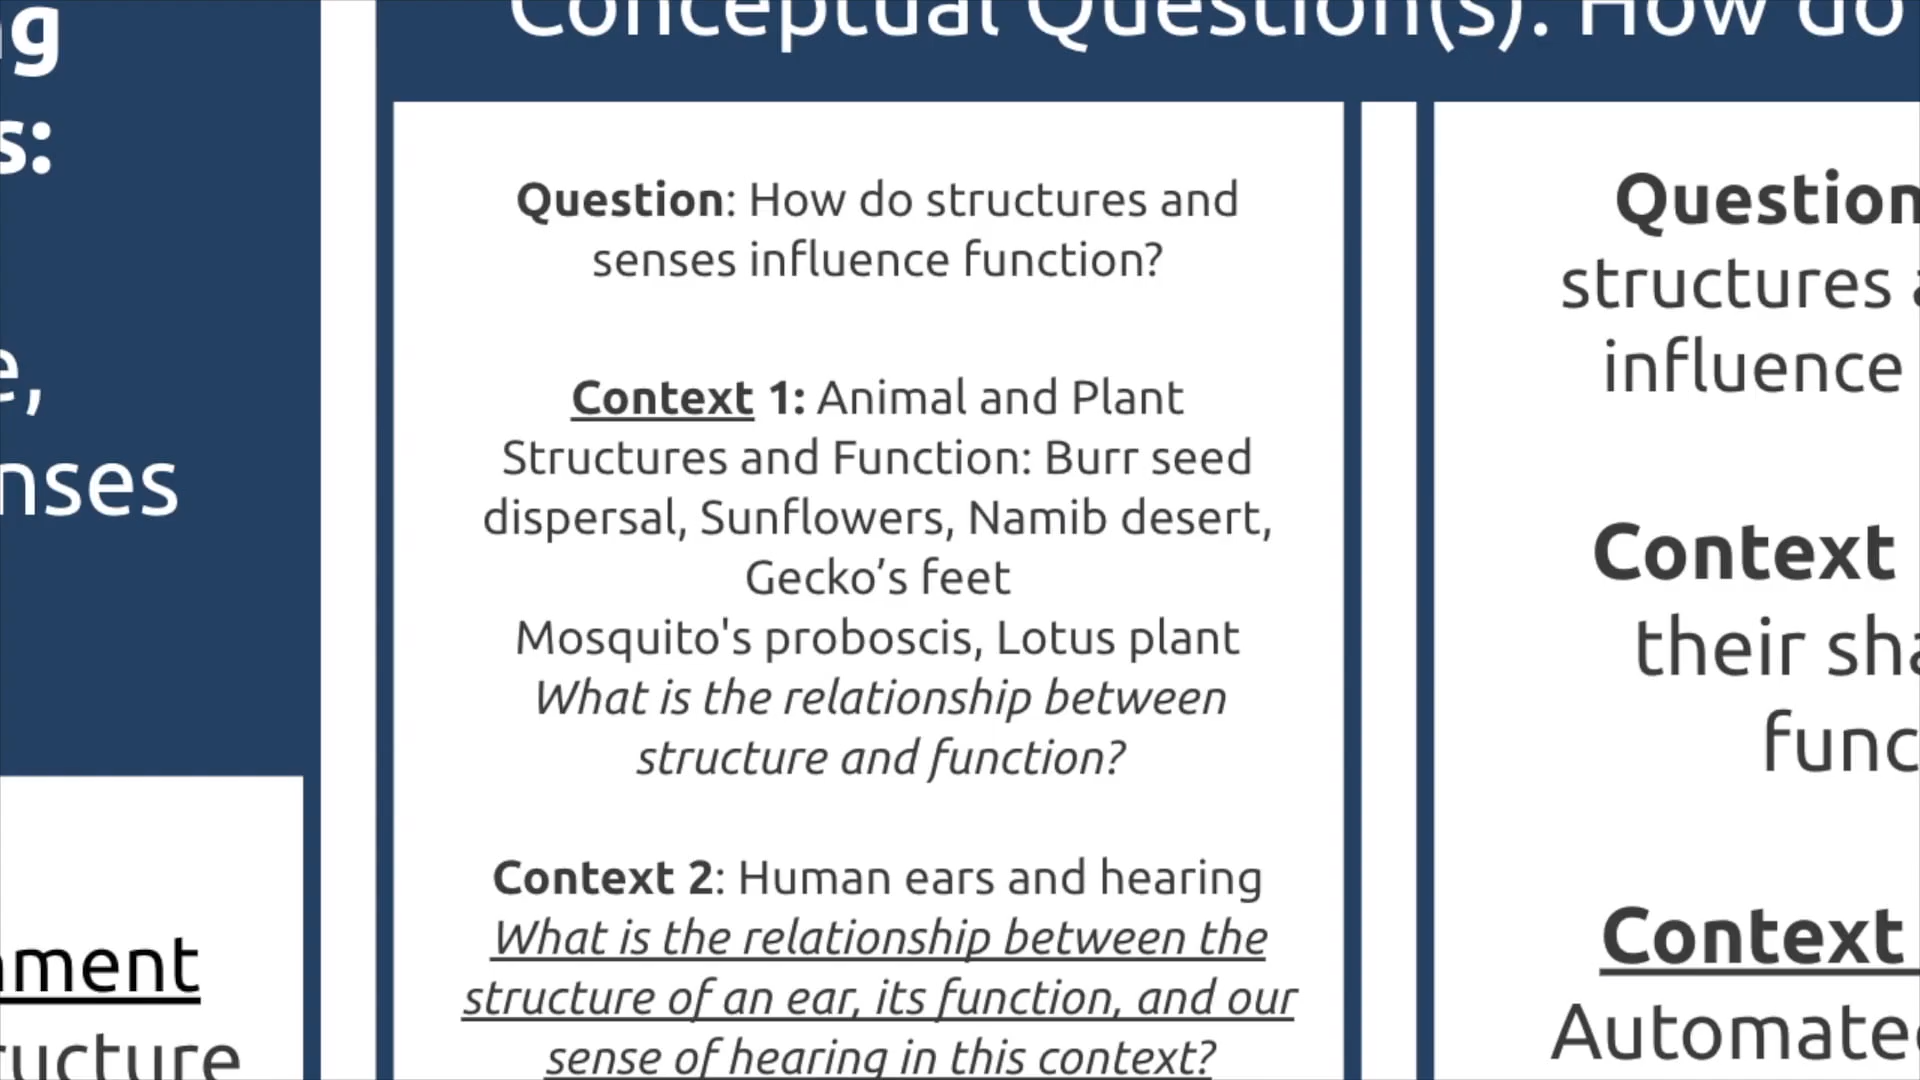 Conceptual Question(s): How do
s:
nses
ment
ructure
Question: How do structures and
senses influence function?
Context 1: Animal and Plant
Structures and Function: Burr seed
dispersal, Sunflowers, Namib desert,
Gecko’s feet
Mosquito's proboscis, Lotus plant
What is the relationship between
structure and function?
Context 2: Human ears and hearing
What is the relationship between the
structure of an ear, its function, and our
sense of hearing in this context?
Question
structures
influence
Context
their sha
func
Context
Automated